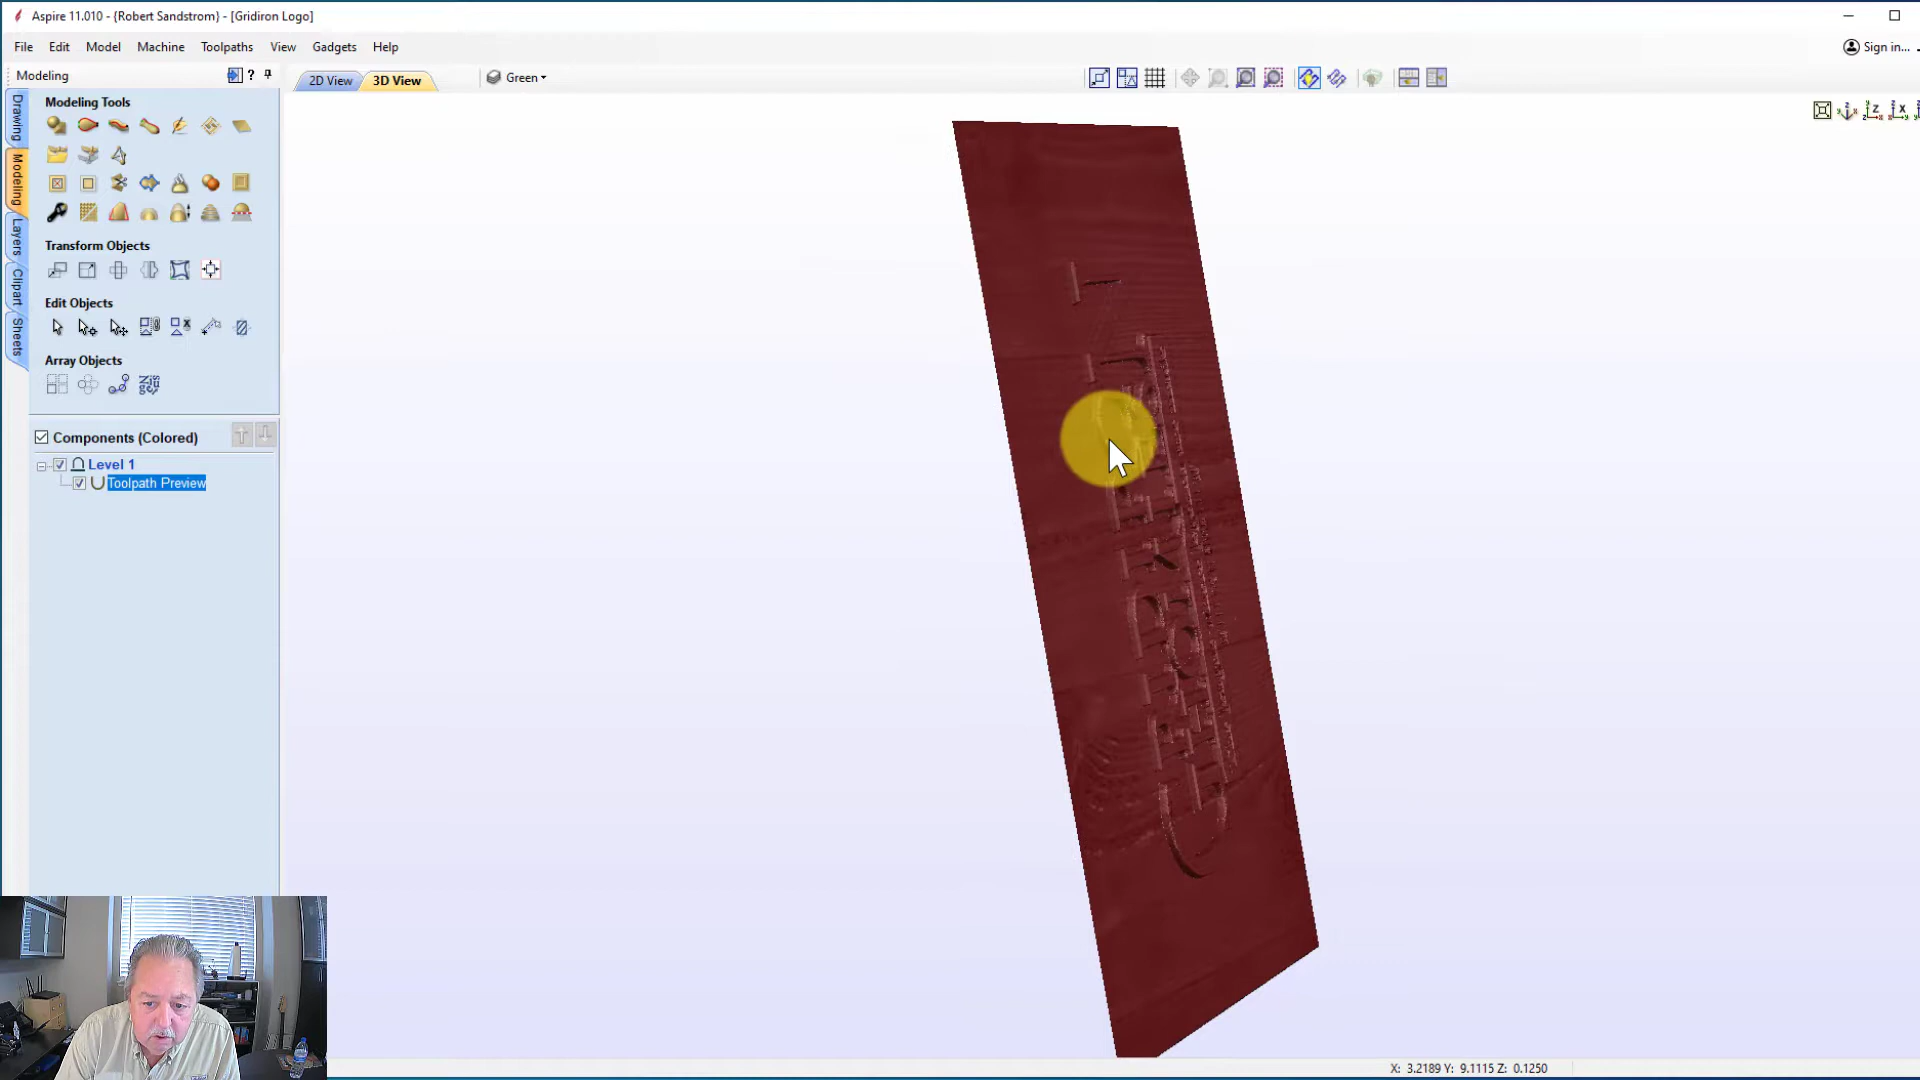 Aspire 11.010 - {Robert Sandstrom} - [Gridiron Logo]
File Edit Model Machine Toolpaths View Gadgets Help
Sign in...
Modeling ?
2D View 3D View Green
Drawing
Modeling
Layers
Clipart
Sheets
Modeling Tools
Transform Objects
Edit Objects
Array Objects
Components (Colored)
Level 1
Toolpath Preview
X: 3.2189 Y: 9.1115 Z: 0.1250